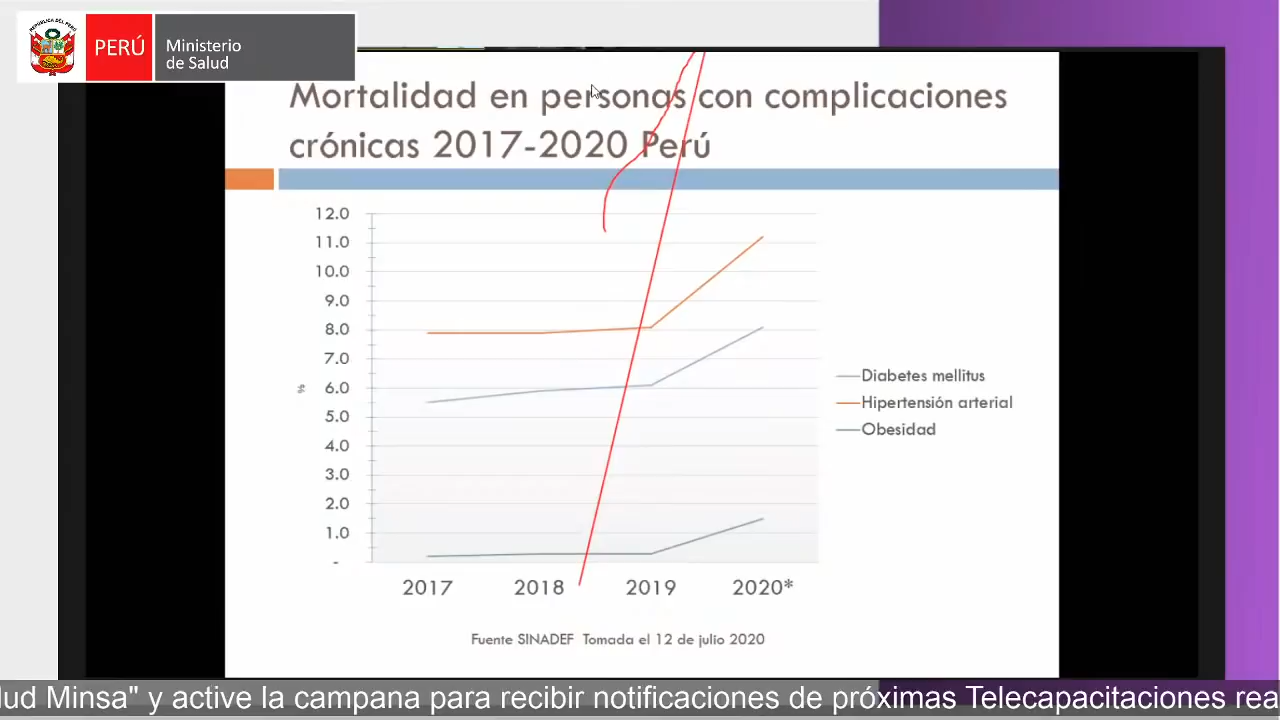 REPÚBLICA DEL PERÚ
PERÚ
Ministerio
de Salud
Mortalidad en personas con complicaciones
crónicas 2017-2020 Perú
12.0
11.0
10.0
9.0
8.0
7.0
%
6.0
5.0
4.0
3.0
2.0
1.0
-
Diabetes mellitus
Hipertensión arterial
Obesidad
2017 2018 2019 2020*
Fuente SINADEF Tomada el 12 de julio 2020
lud Minsa" y active la campana para recibir notificaciones de próximas Telecapacitaciones rea